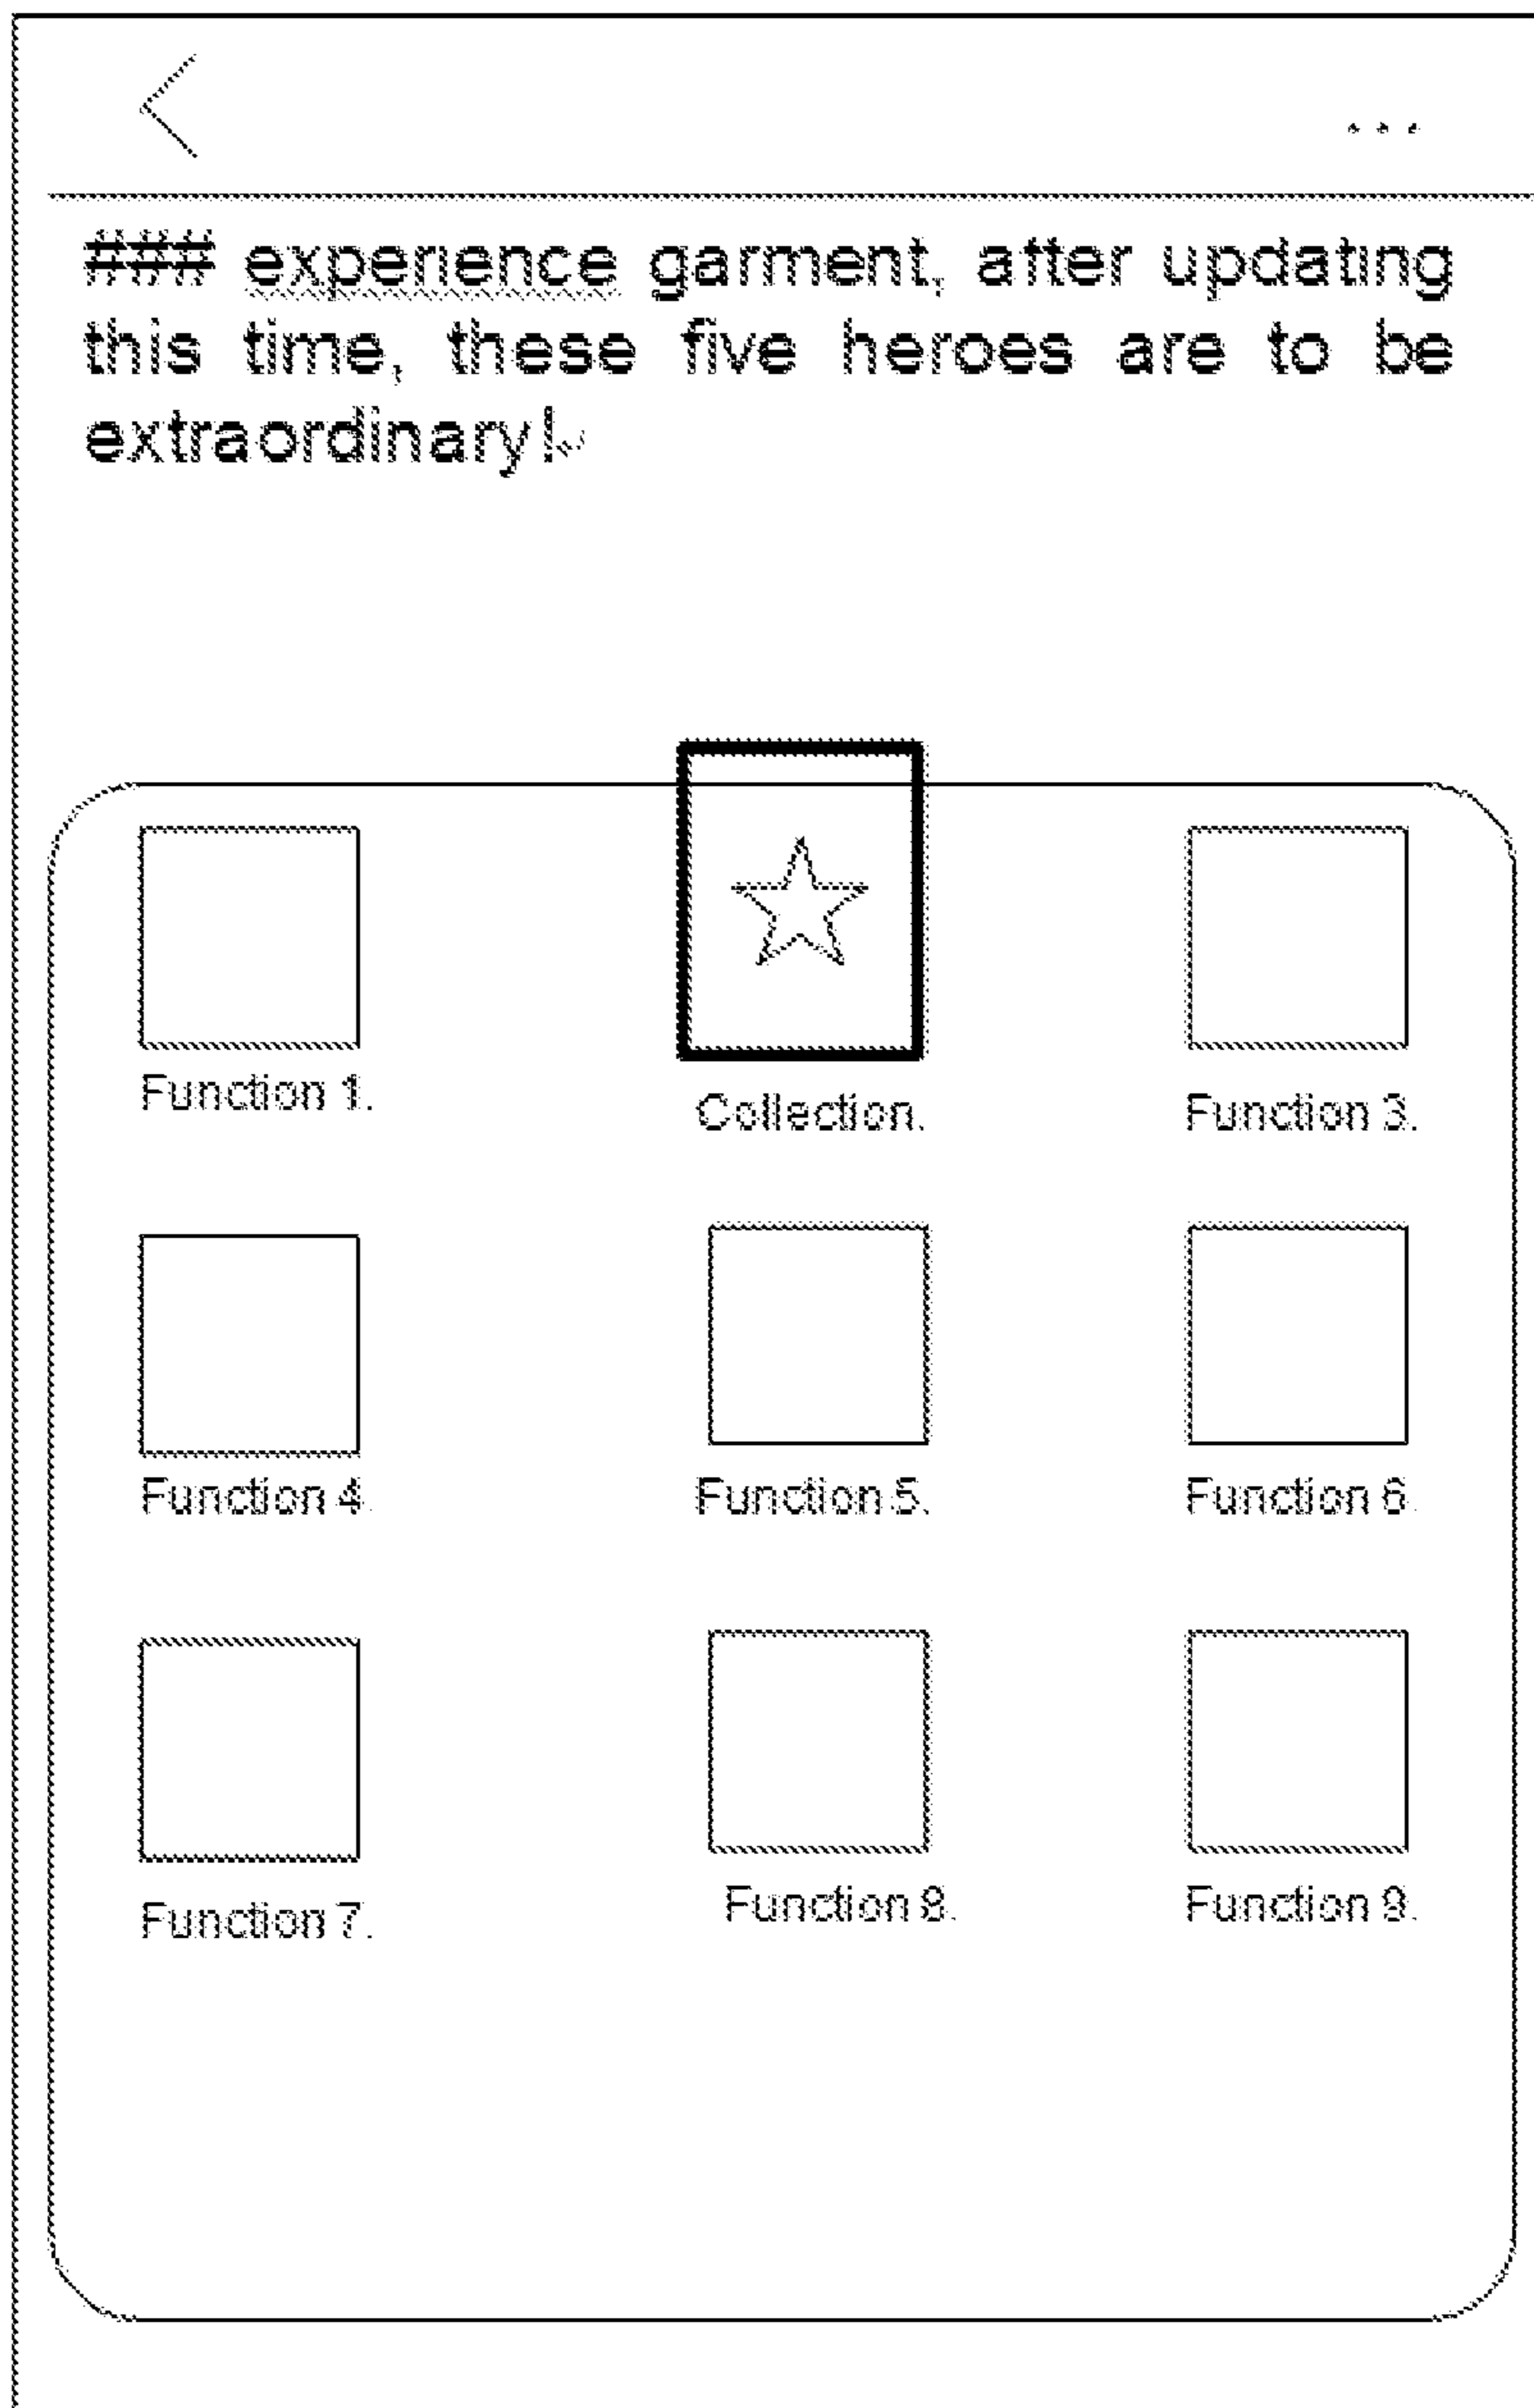 ...
### experience garment, after updating
this time, these five heroes are to be
extraordinary!
Function 1.
Collection.
Function 3.
Function 4.
Function 5.
Function 6.
Function 7.
Function 8.
Function 9.